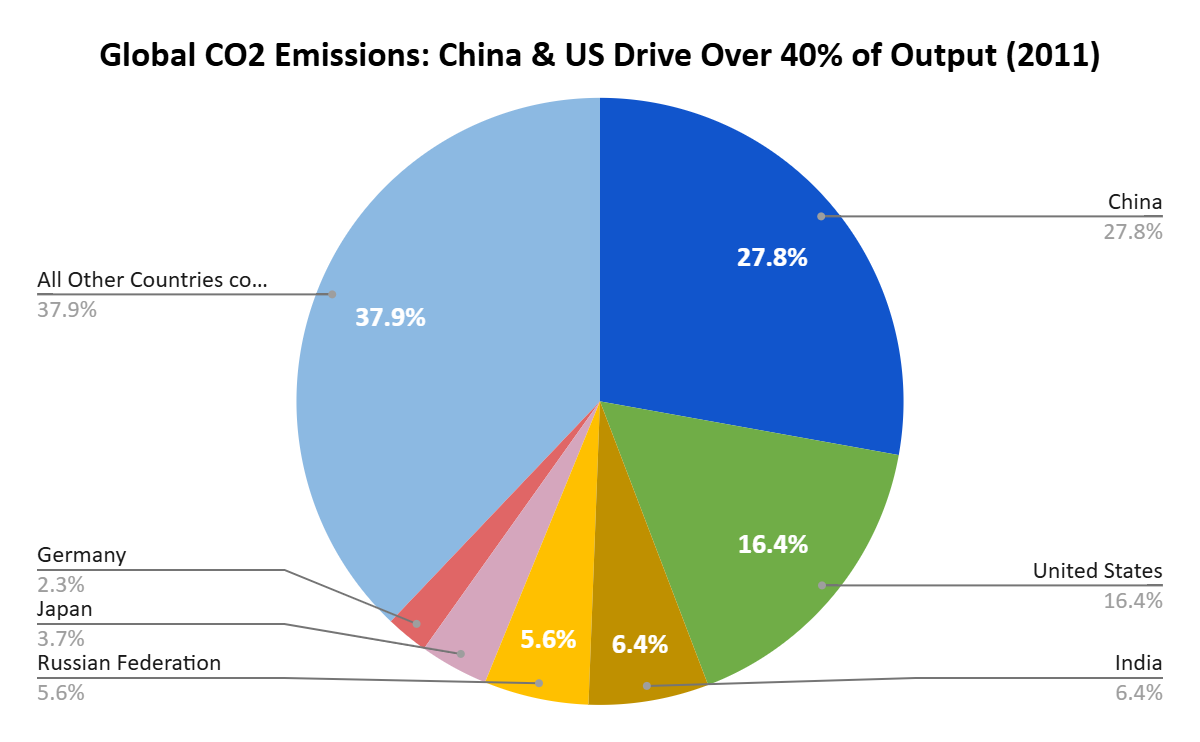 Global CO2 Emissions: China & US Drive Over 40% of Output (2011)
China
27.8%
27.8%
All Other Countries co...
37.9%
37.9%
16.4%
United States
16.4%
Germany
2.3%
Japan
3.7%
Russian Federation
5.6%
5.6%
6.4%
India
6.4%